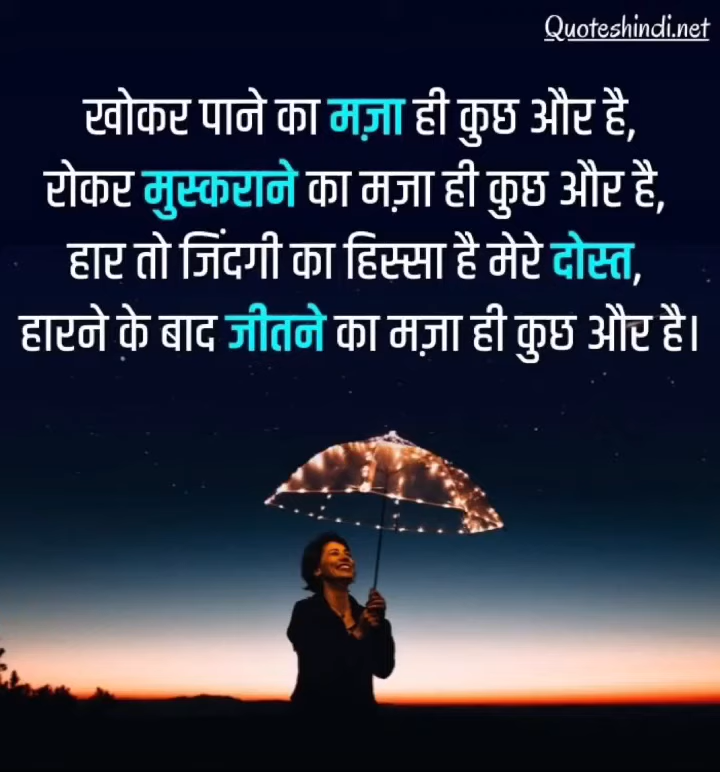 Quoteshindi.net
खोकर पाने का मज़ा ही कुछ और है,
रोकर मुस्कराने का मज़ा ही कुछ और है,
हार तो जिंदगी का हिस्सा है मेरे दोस्त,
हारने के बाद जीतने का मज़ा ही कुछ और है।